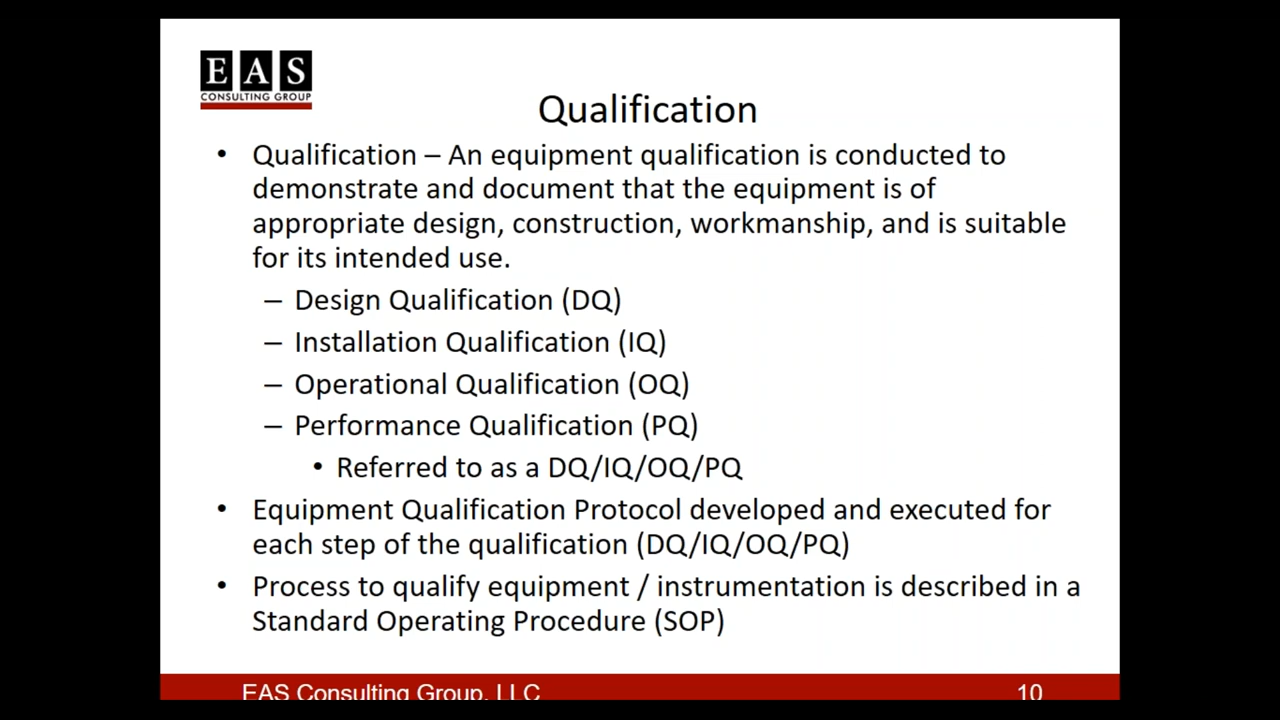 EAS
CONSULTING GROUP
Qualification
• Qualification – An equipment qualification is conducted to
demonstrate and document that the equipment is of
appropriate design, construction, workmanship, and is suitable
for its intended use.
– Design Qualification (DQ)
– Installation Qualification (IQ)
– Operational Qualification (OQ)
– Performance Qualification (PQ)
• Referred to as a DQ/IQ/OQ/PQ
• Equipment Qualification Protocol developed and executed for
each step of the qualification (DQ/IQ/OQ/PQ)
• Process to qualify equipment / instrumentation is described in a
Standard Operating Procedure (SOP)
EAS Consulting Group, LLC
10